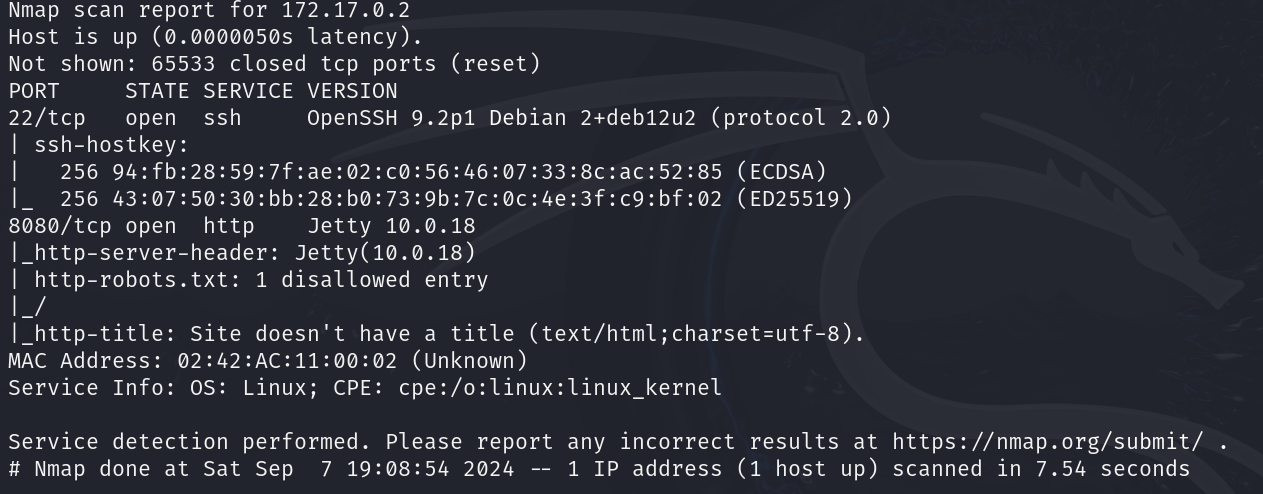 Nmap scan report for 172.17.0.2
Host is up (0.0000050s latency).
Not shown: 65533 closed tcp ports (reset)
PORT     STATE SERVICE VERSION
22/tcp   open  ssh     OpenSSH 9.2p1 Debian 2+deb12u2 (protocol 2.0)
| ssh-hostkey:
|   256 94:fb:28:59:7f:ae:02:c0:56:46:07:33:8c:ac:52:85 (ECDSA)
|_  256 43:07:50:30:bb:28:b0:73:9b:7c:0c:4e:3f:c9:bf:02 (ED25519)
8080/tcp open  http    Jetty 10.0.18
|_http-server-header: Jetty(10.0.18)
| http-robots.txt: 1 disallowed entry
|_/
|_http-title: Site doesn't have a title (text/html;charset=utf-8).
MAC Address: 02:42:AC:11:00:02 (Unknown)
Service Info: OS: Linux; CPE: cpe:/o:linux:linux_kernel

Service detection performed. Please report any incorrect results at https://nmap.org/submit/ .
# Nmap done at Sat Sep  7 19:08:54 2024 -- 1 IP address (1 host up) scanned in 7.54 seconds